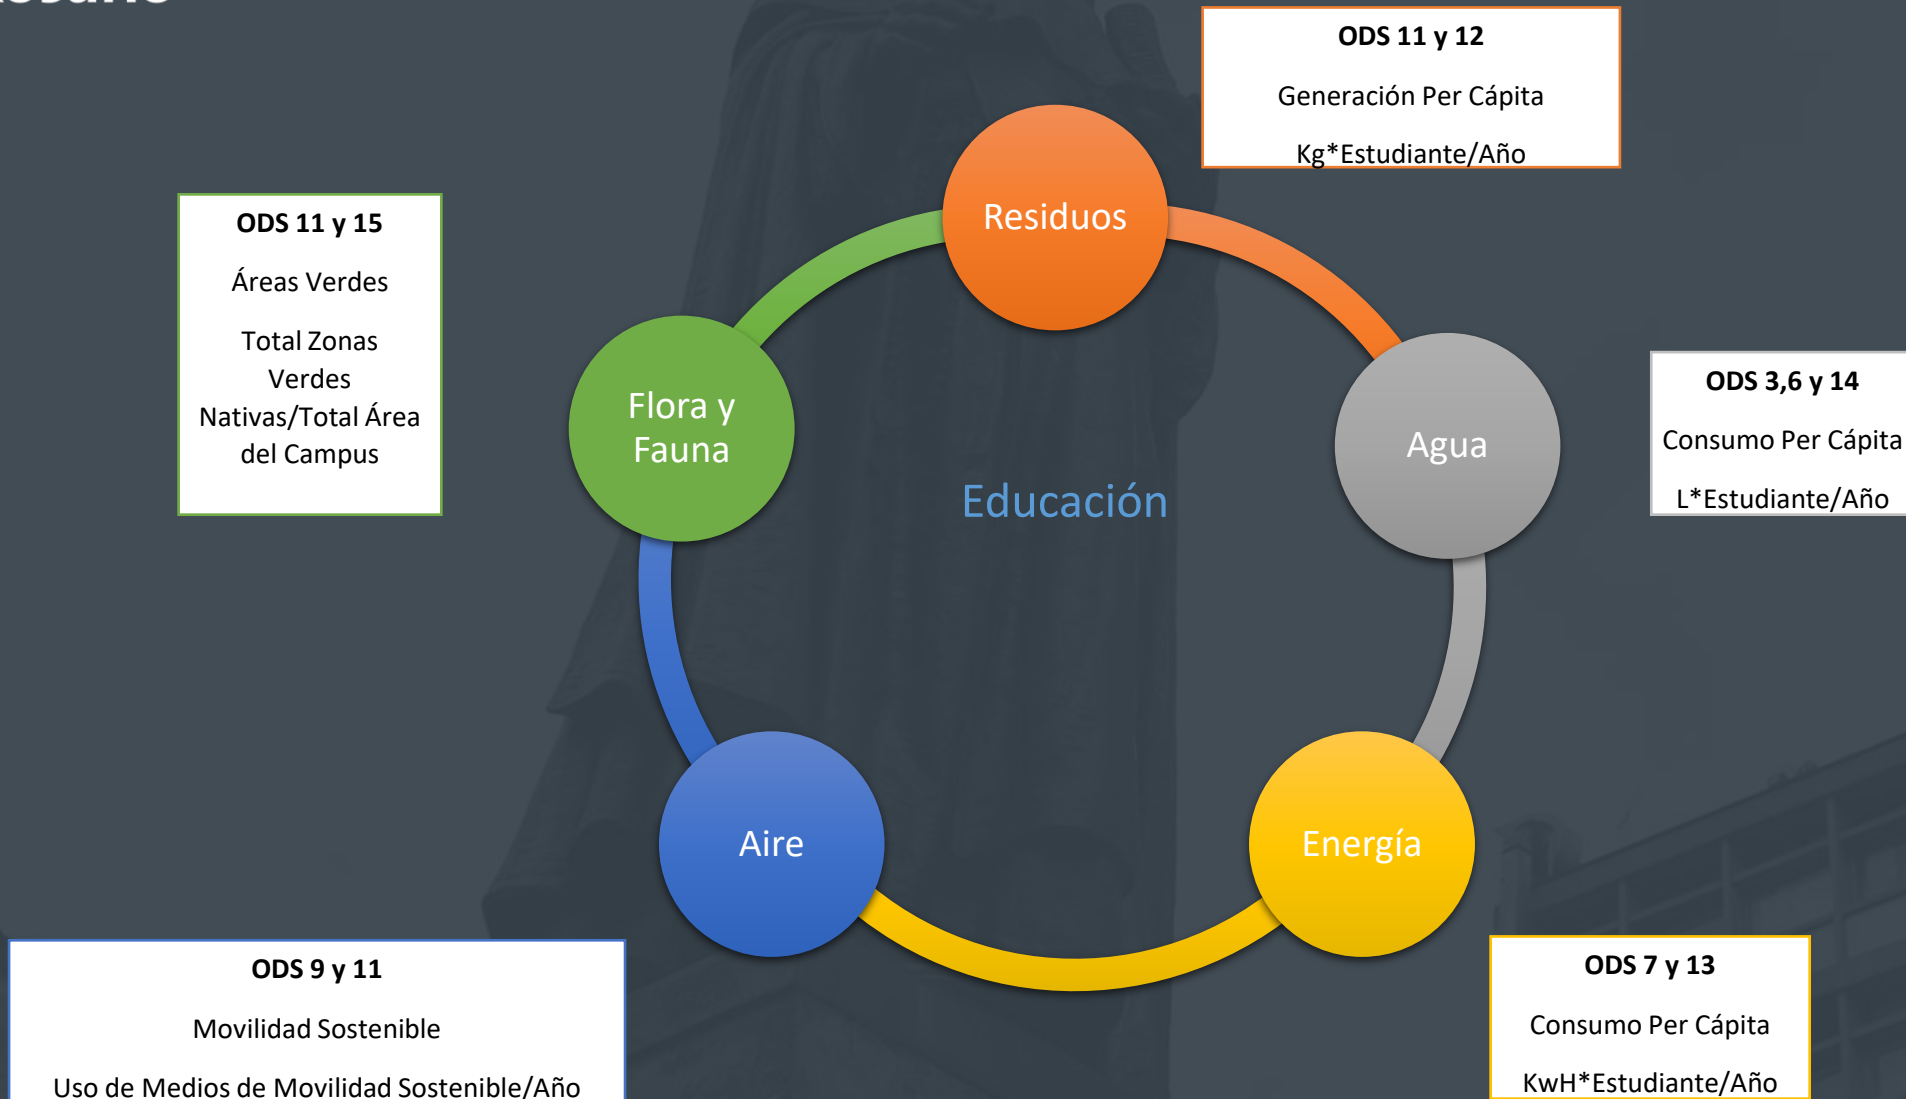 ODS 11 y 12
Generación Per Cápita
Kg*Estudiante/Año
Residuos
ODS 11 y 15
Áreas Verdes
Total Zonas
Verdes
Nativas/Total Área
del Campus
Flora y
Fauna
Agua
ODS 3,6 y 14
Consumo Per Cápita
L*Estudiante/Año
Educación
Aire
Energía
ODS 9 y 11
Movilidad Sostenible
Uso de Medios de Movilidad Sostenible/Año
ODS 7 y 13
Consumo Per Cápita
KwH*Estudiante/Año